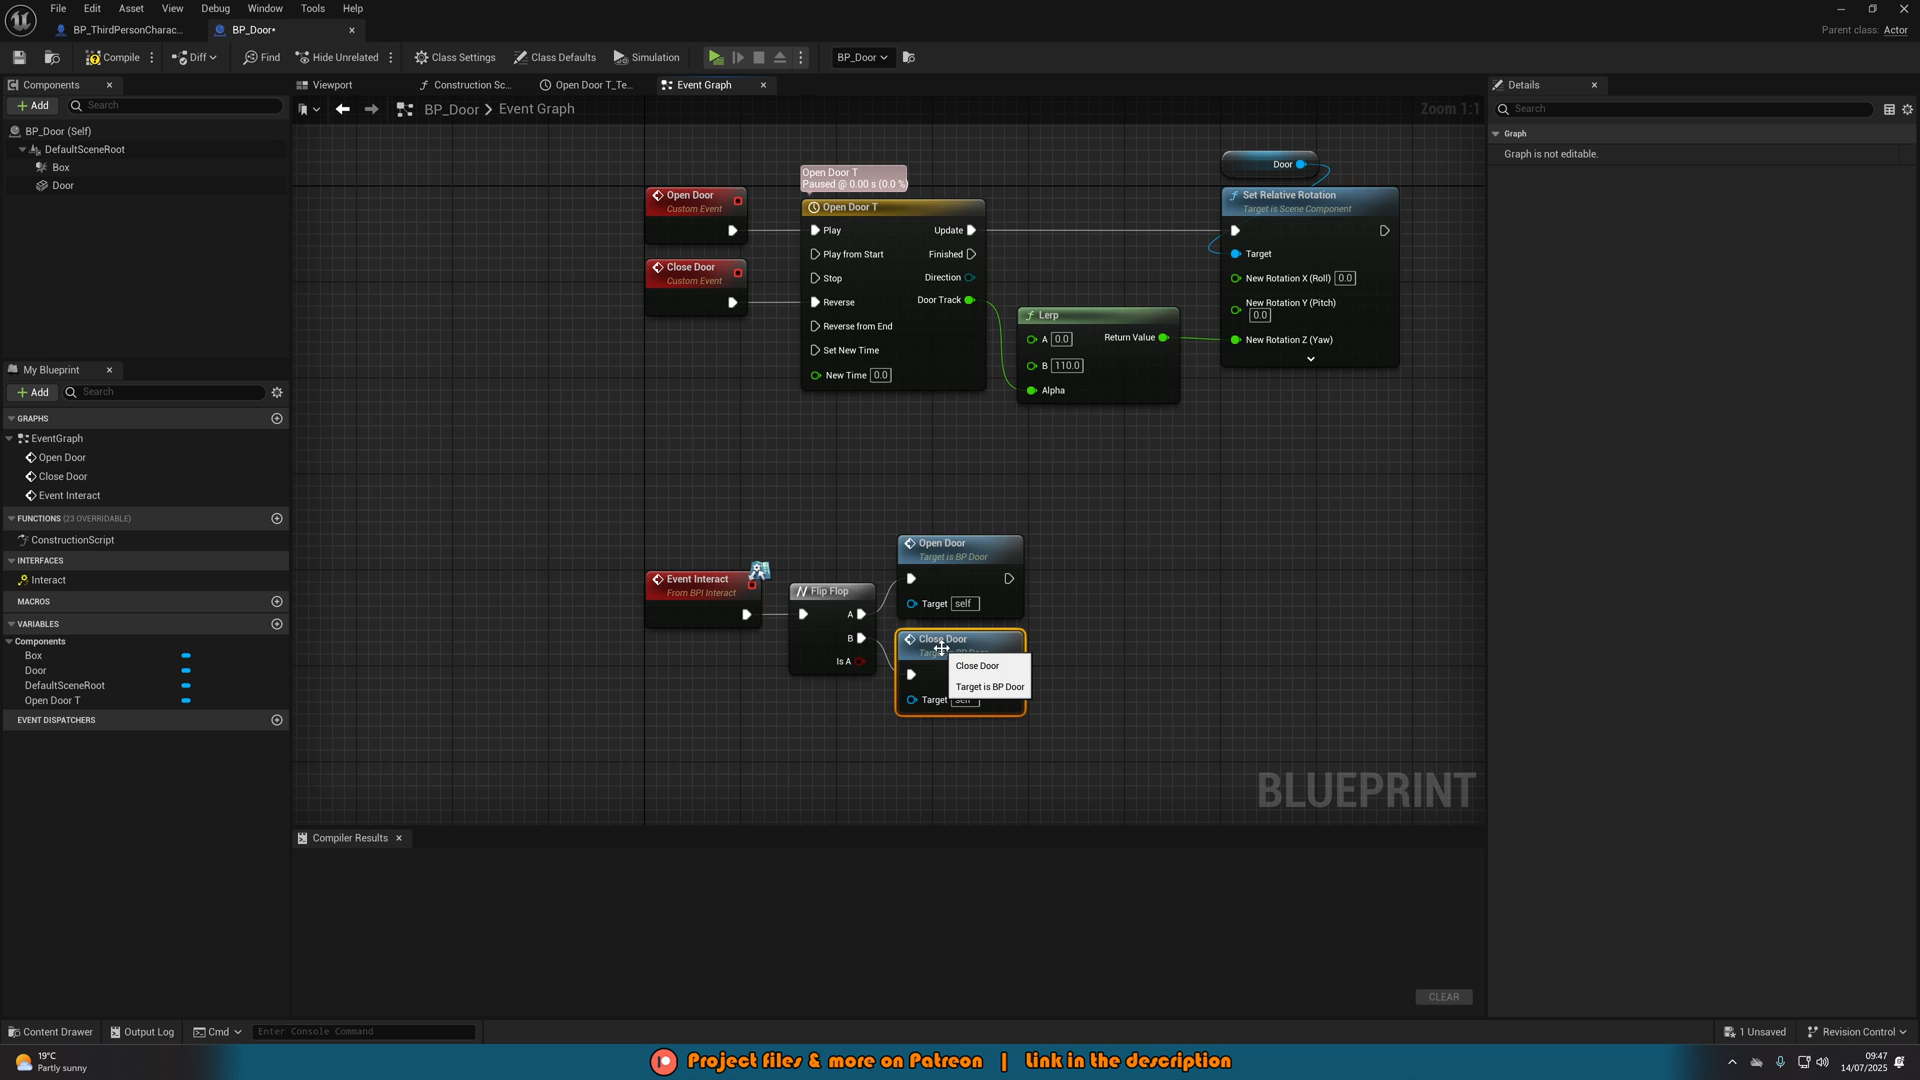 File Edit Asset View Debug Window Tools Help
BP_ThirdPersonCharac... BP_Door*
Parent class: Actor
Compile Diff Find Hide Unrelated Class Settings Class Defaults Simulation BP_Door
Components
Add Search
BP_Door (Self)
DefaultSceneRoot
Box
Door
My Blueprint
Add Search
GRAPHS
EventGraph
Open Door
Close Door
Event Interact
FUNCTIONS (23 OVERRIDABLE)
ConstructionScript
INTERFACES
Interact
MACROS
VARIABLES
Components
Box
Door
DefaultSceneRoot
Open Door T
EVENT DISPATCHERS
Viewport Construction Sc... Open Door T_Te... Event Graph
BP_Door > Event Graph
Zoom 1:1
Open Door
Custom Event
Close Door
Custom Event
Open Door T
Paused @ 0.00 s (0.0 %)
Open Door T
Play Update
Play from Start Finished
Stop Direction
Reverse Door Track
Reverse from End
Set New Time
New Time 0.0
Lerp
A 0.0 Return Value
B 110.0
Alpha
Door
Set Relative Rotation
Target is Scene Component
Target
New Rotation X (Roll) 0.0
New Rotation Y (Pitch)
0.0
New Rotation Z (Yaw)
Event Interact
From BPI Interact
Flip Flop
A
B
Is A
Open Door
Target is BP Door
Target self
Close Door
Target self
Close Door
Target is BP Door
BLUEPRINT
Compiler Results
CLEAR
Details
Search
Graph
Graph is not editable.
Content Drawer Output Log Cmd Enter Console Command
1 Unsaved Revision Control
19°C
Partly sunny
Project files & more on Patreon | Link in the description
09:47
14/07/2025